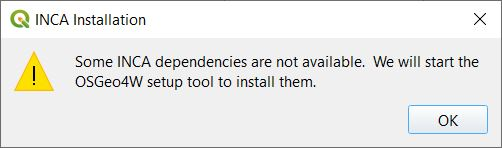 INCA Installation
Some INCA dependencies are not available.  We will start the
OSGeo4W setup tool to install them.
OK